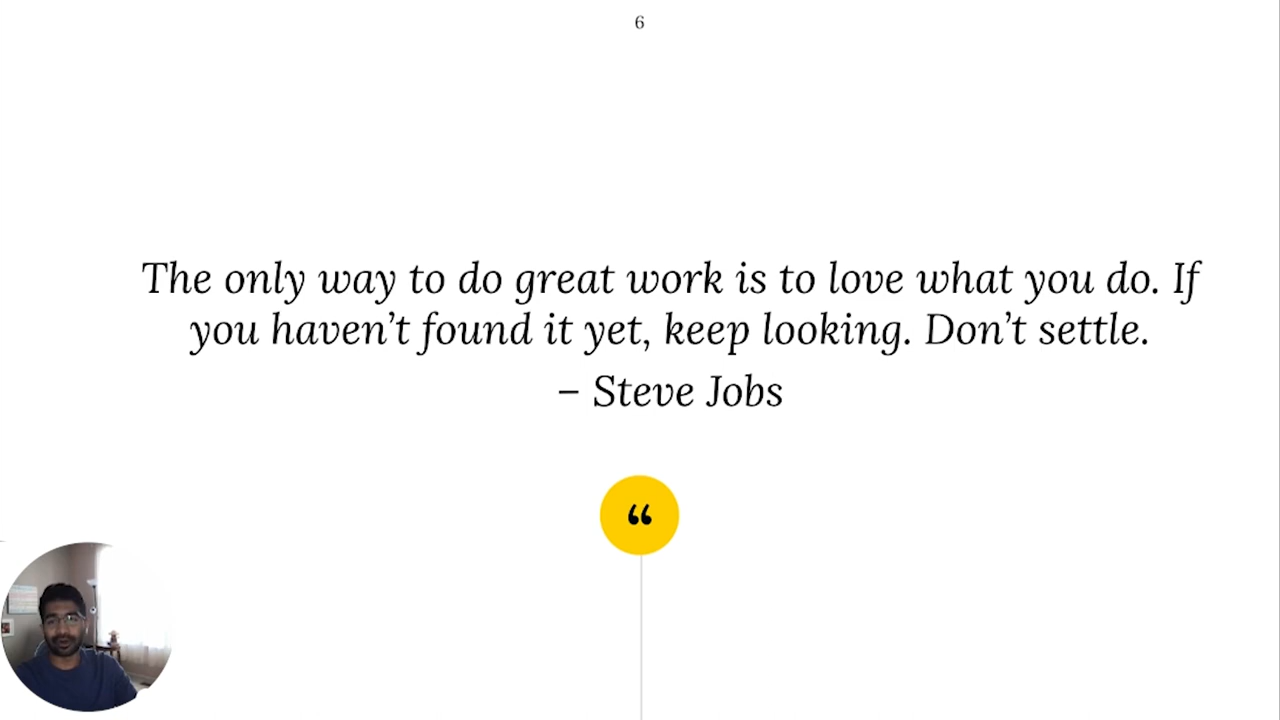 6
The only way to do great work is to love what you do. If
you haven’t found it yet, keep looking. Don’t settle.
– Steve Jobs
“